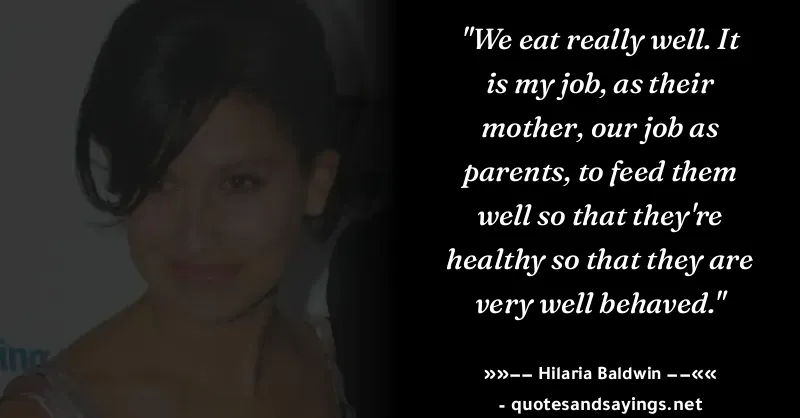 "We eat really well. It
is my job, as their
mother, our job as
parents, to feed them
well so that they're
healthy so that they are
very well behaved."
»»—— Hilaria Baldwin ——««
- quotesandsayings.net
ing